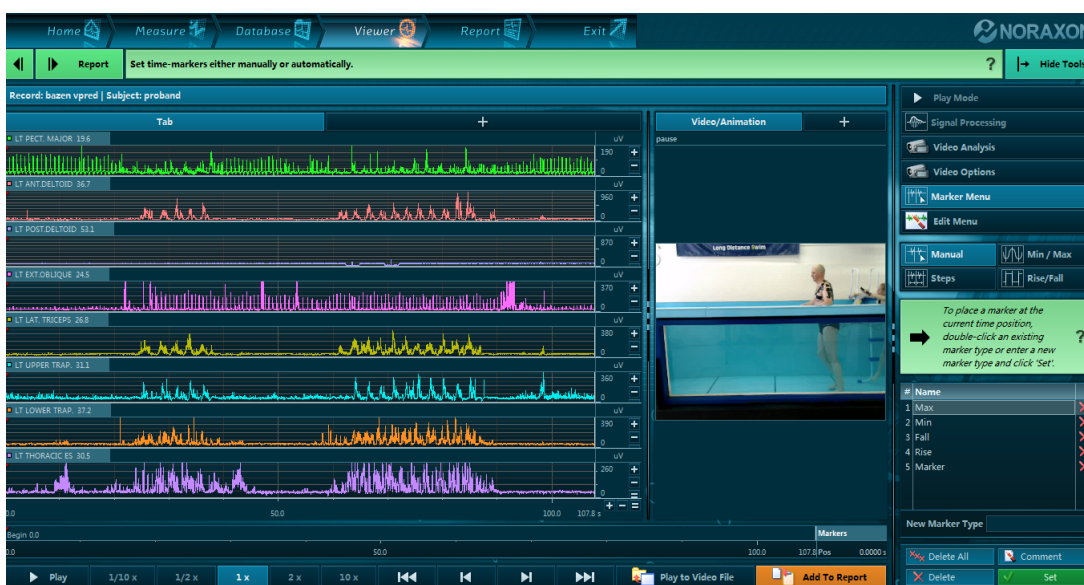 Home
Measure
Database
Viewer
Report
Exit
NORAXON
Report
Set time-markers either manually or automatically.
?
Hide Tools
Record: bazen vpred | Subject: proband
Tab
+
Video/Animation
+
pause
LT PECT. MAJOR 19.6
uV
190
0
LT ANT.DELTOID 36.7
uV
960
0
LT POST.DELTOID 53.1
uV
870
0
LT EXT.OBLIQUE 24.5
uV
370
0
LT LAT. TRICEPS 26.8
uV
380
0
LT UPPER TRAP. 31.1
uV
360
0
LT LOWER TRAP. 37.2
uV
390
0
LT THORACIC ES 30.5
uV
260
0
0.0 50.0 100.0 107.8 s
Long Distance Swim
Play Mode
Signal Processing
Video Analysis
Video Options
Marker Menu
Edit Menu
Manual
Min / Max
Steps
Rise/Fall
To place a marker at the
current time position,
double-click an existing
marker type or enter a new
marker type and click 'Set'.
?
# Name
1 Max
2 Min
3 Fall
4 Rise
5 Marker
New Marker Type
Delete All
Comment
Delete
Set
Begin 0.0
Markers
0.0 50.0 100.0 107.8 Pos 0.0000 s
Play
1/10 x
1/2 x
1 x
2 x
10 x
Play to Video File
Add To Report